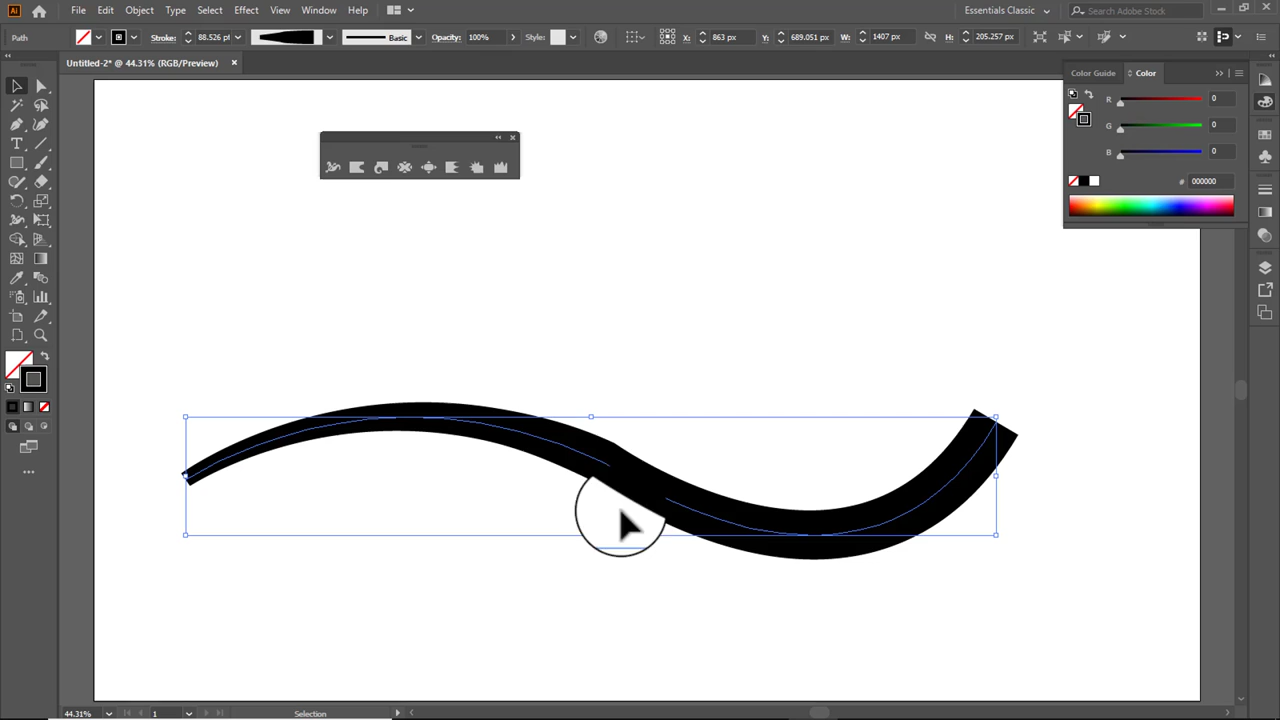 Ai File Edit Object Type Select Effect View Window Help Essentials Classic Search Adobe Stock
Path Stroke: 88.526 pt Basic Opacity: 100% Style: X: 863 px Y: 689.051 px W: 1407 px H: 205.257 px
Untitled-2* @ 44.31% (RGB/Preview)
Color Guide Color
R 0
G 0
B 0
# 000000
44.31% 1 Selection